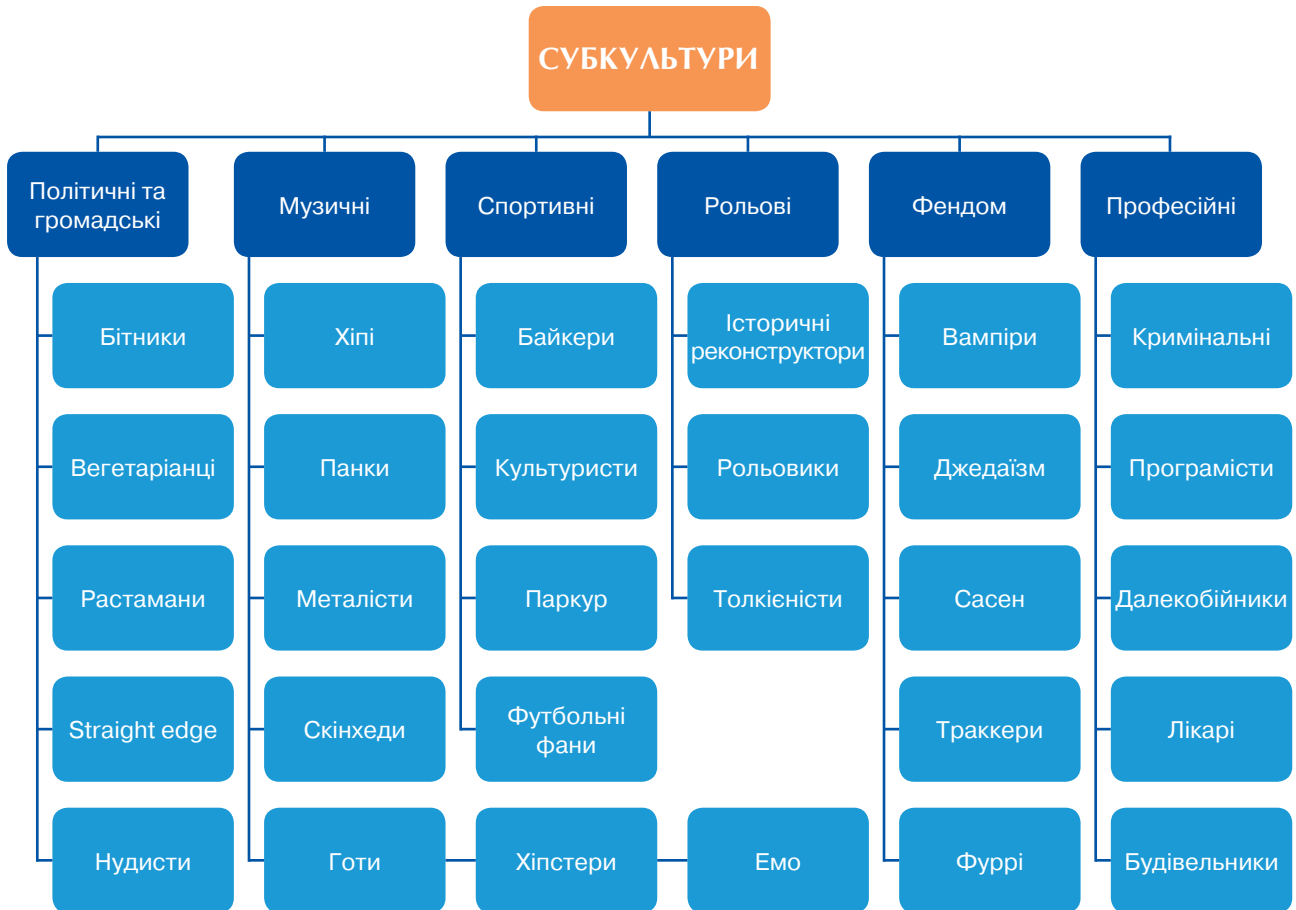 СУБКУЛЬТУРИ
Політичні та
громадські
Музичні
Спортивні
Рольові
Фендом
Професійні
Бітники
Хіпі
Байкери
Історичні
реконструктори
Вампіри
Кримінальні
Вегетаріанці
Панки
Культуристи
Рольовики
Джедаїзм
Програмісти
Растамани
Металісти
Паркур
Толкієністи
Сасен
Далекобійники
Straight edge
Скінхеди
Футбольні
фани
Траккери
Лікарі
Нудисти
Готи
Хіпстери
Емо
Фуррі
Будівельники